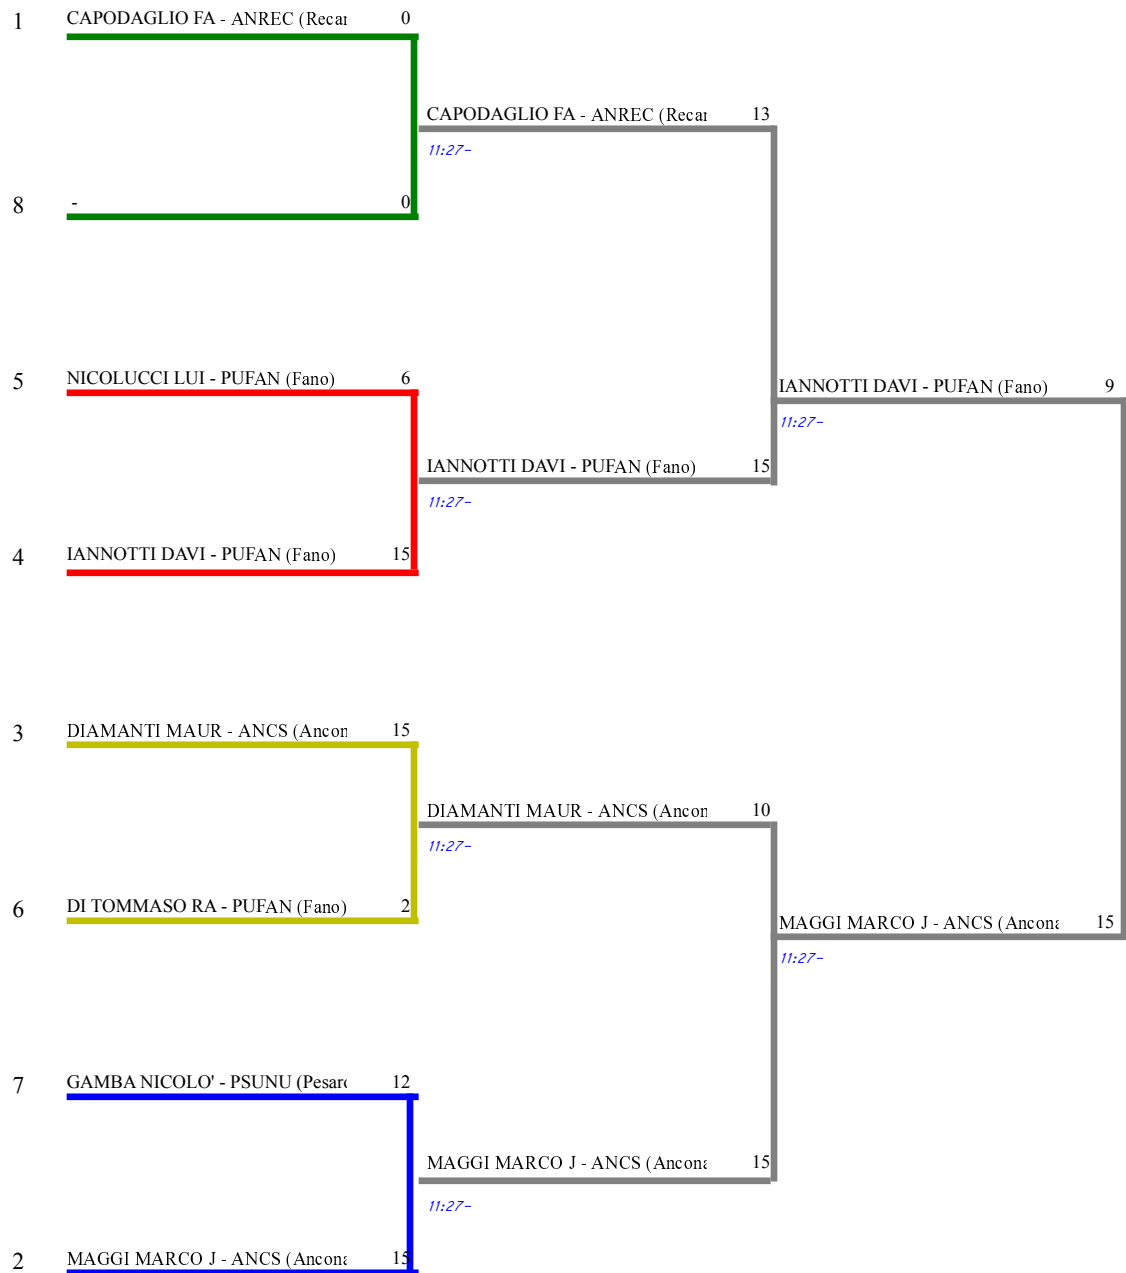 1 CAPODAGLIO FA - ANREC (Recar 0
CAPODAGLIO FA - ANREC (Recar 13
11:27-
8 - 0
5 NICOLUCCI LUI - PUFAN (Fano) 6
IANNOTTI DAVI - PUFAN (Fano) 9
11:27-
IANNOTTI DAVI - PUFAN (Fano) 15
11:27-
4 IANNOTTI DAVI - PUFAN (Fano) 15
3 DIAMANTI MAUR - ANCS (Ancon 15
DIAMANTI MAUR - ANCS (Ancon 10
11:27-
6 DI TOMMASO RA - PUFAN (Fano) 2
MAGGI MARCO J - ANCS (Ancona 15
11:27-
7 GAMBA NICOLO' - PSUNU (Pesaro 12
MAGGI MARCO J - ANCS (Ancona 15
11:27-
2 MAGGI MARCO J - ANCS (Ancona 15